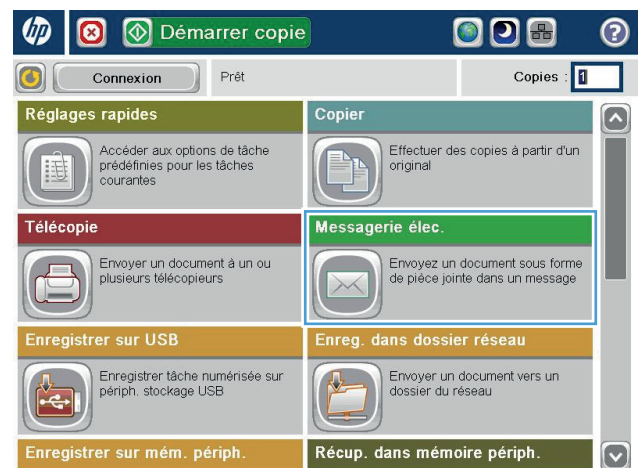 hp
Démarrer copie
?
Connexion
Prêt
Copies : 1
Réglages rapides
Accéder aux options de tâche
prédéfinies pour les tâches
courantes
Copier
Effectuer des copies à partir d'un
original
Télécopie
Envoyer un document à un ou
plusieurs télécopieurs
Messagerie élec.
Envoyez un document sous forme
de pièce jointe dans un message
Enregistrer sur USB
Enregistrer tâche numérisée sur
périph. stockage USB
Enreg. dans dossier réseau
Envoyer un document vers un
dossier du réseau
Enregistrer sur mém. périph.
Récup. dans mémoire périph.